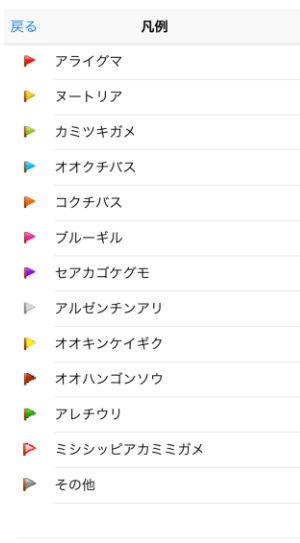 戻る 凡例
アライグマ
ヌートリア
カミツキガメ
オオクチバス
コクチバス
ブルーギル
セアカゴケグモ
アルゼンチンアリ
オオキンケイギク
オオハンゴンソウ
アレチウリ
ミシシッピアカミミガメ
その他